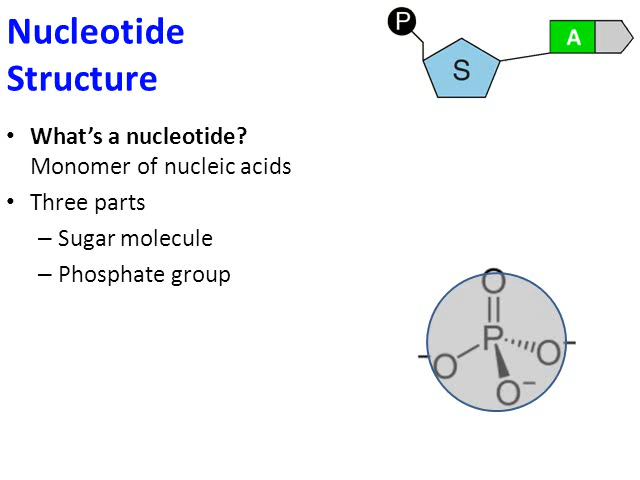 Nucleotide
Structure
P
S
A
• What's a nucleotide?
Monomer of nucleic acids
• Three parts
– Sugar molecule
– Phosphate group
O
P
O
O
O−